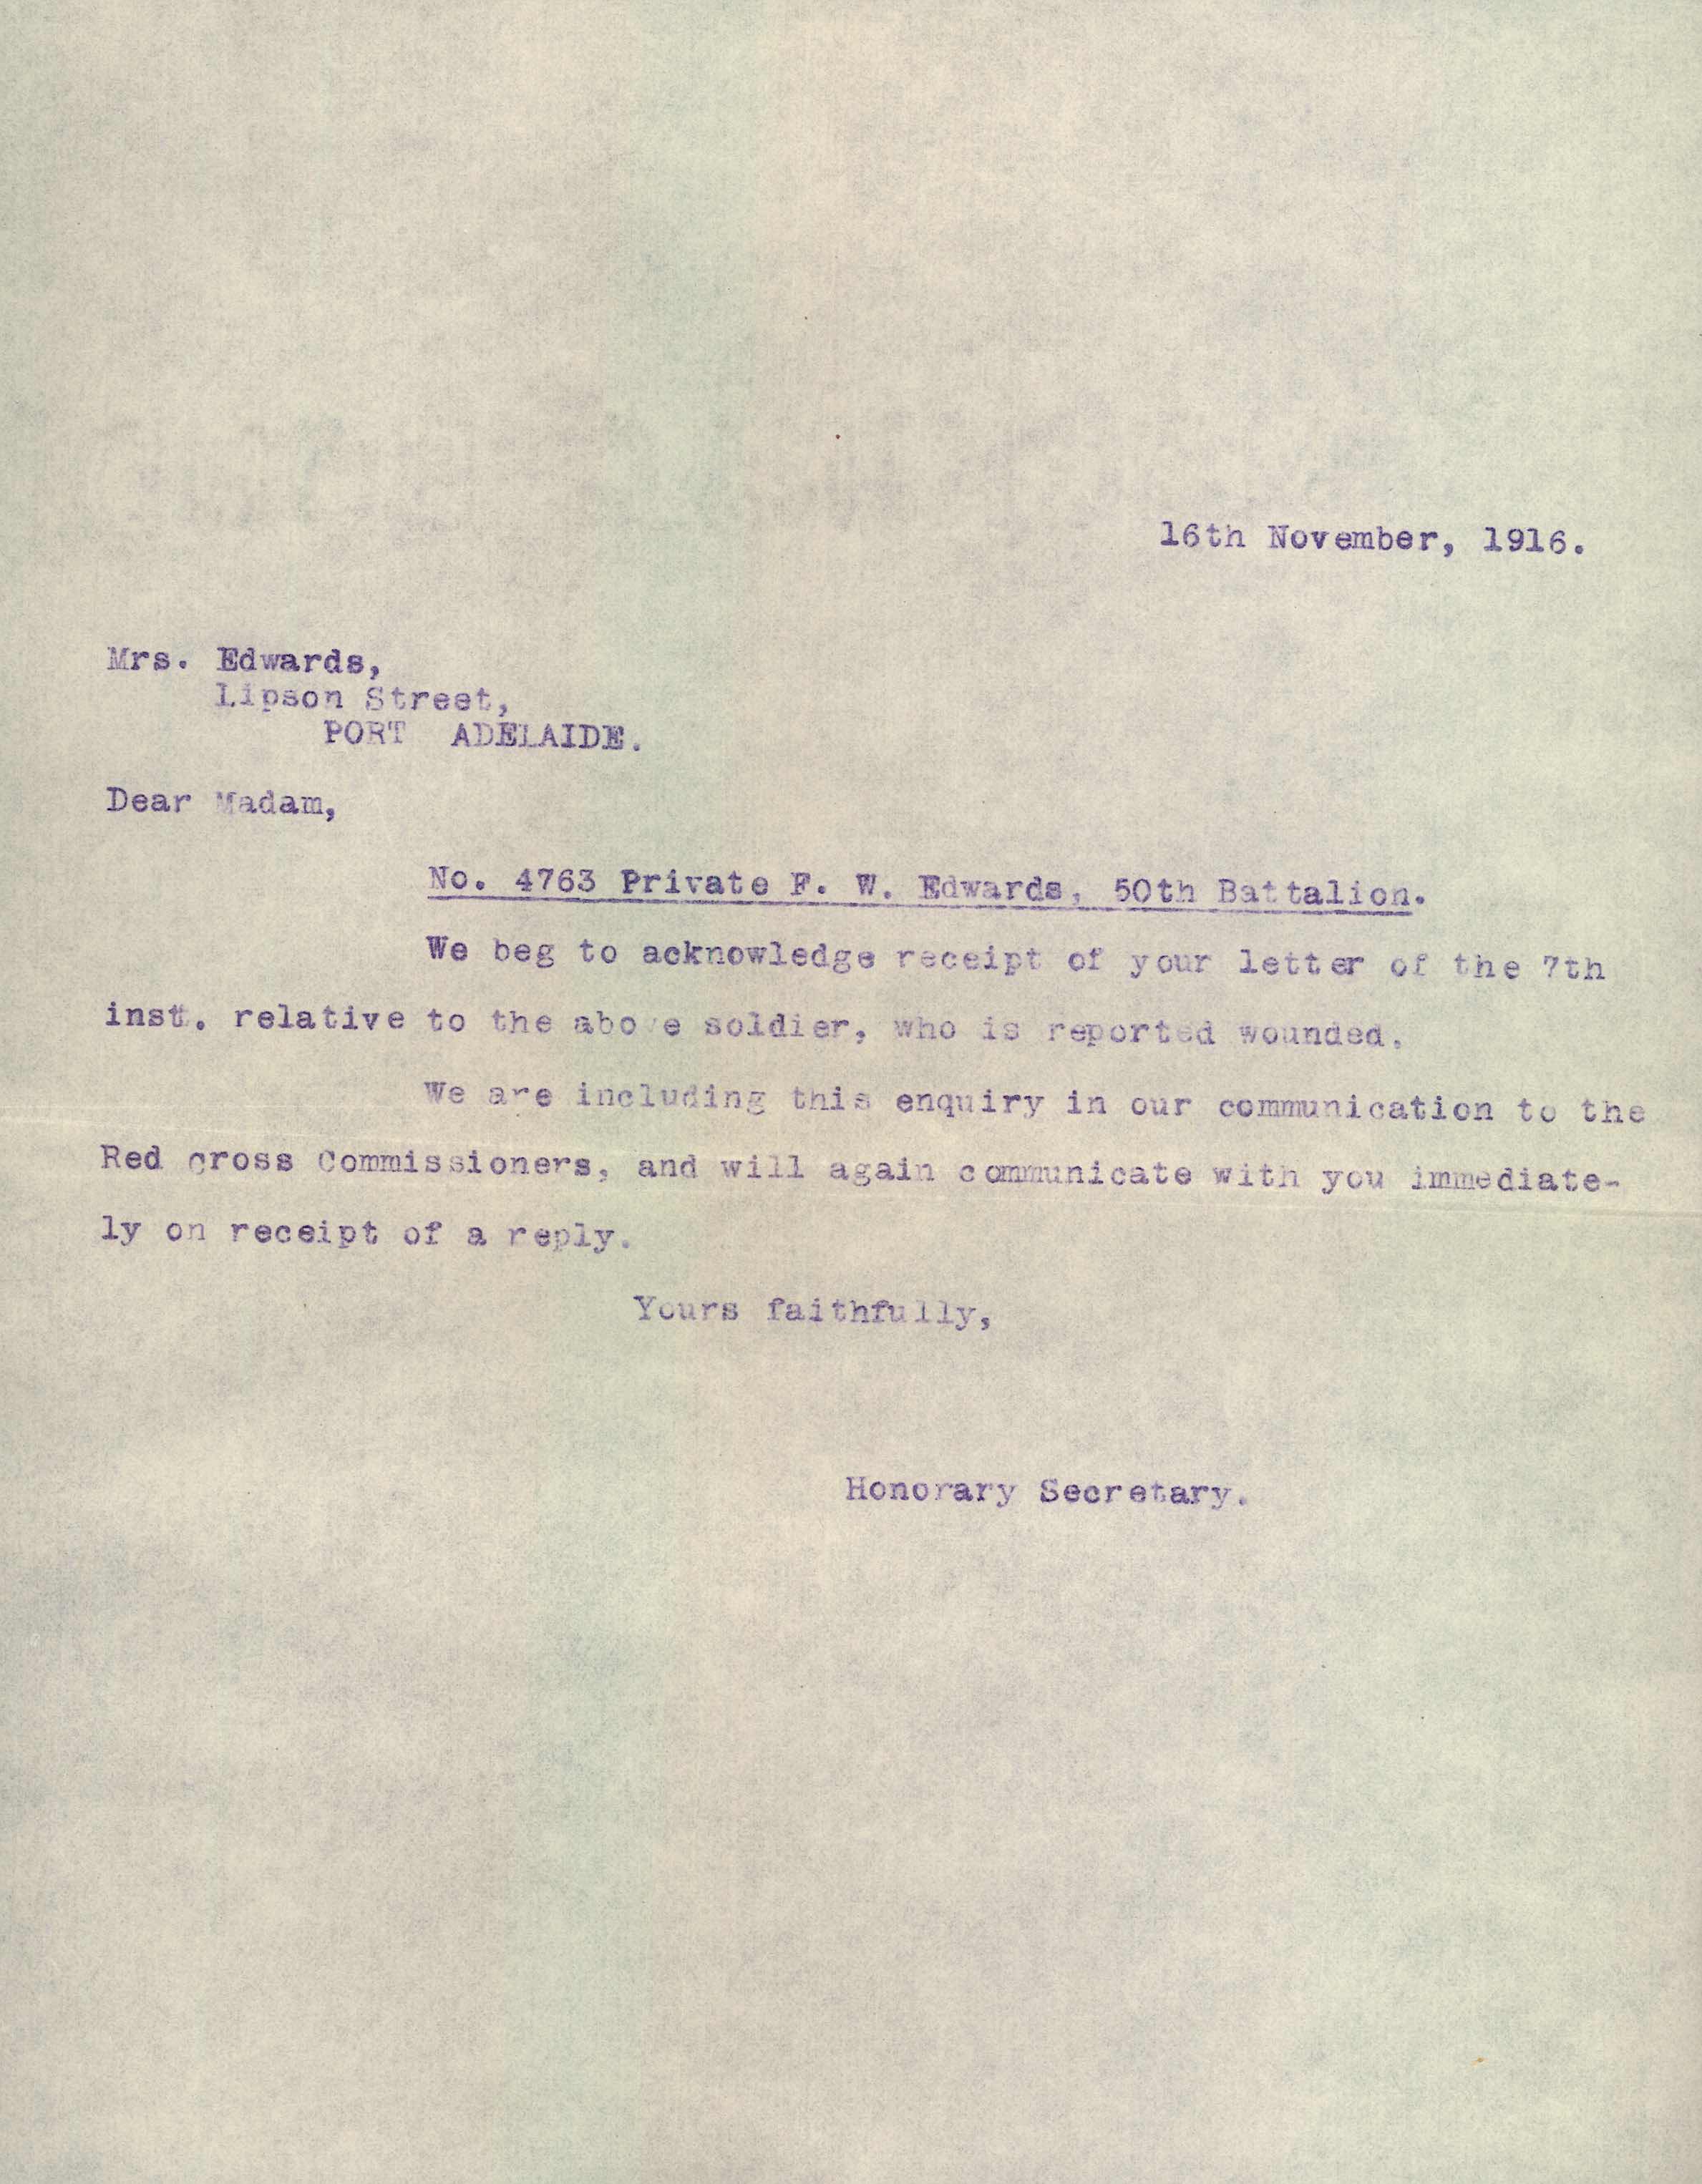 16th November, 1916.
Mrs. Edwards,
Lipson Street,
PORT ADELAIDE.
Dear Madam,
No. 4763 Private F. W. Edwards, 50th Battalion.
We beg to acknowledge receipt of your letter of the 7th
inst. relative to the above soldier, who is reported wounded.
We are including this enquiry in our communication to the
Red cross Commissioners, and will again communicate with you immediate-
ly on receipt of a reply.
Yours faithfully,
Honorary Secretary.